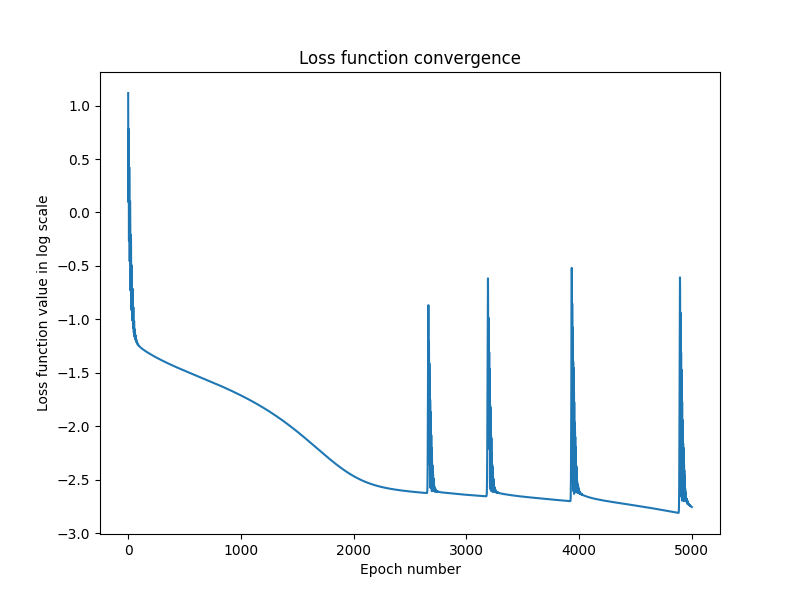 Loss function convergence
1.0
0.5
0.0
−0.5
−1.0
−1.5
−2.0
−2.5
−3.0
Loss function value in log scale
0 1000 2000 3000 4000 5000
Epoch number